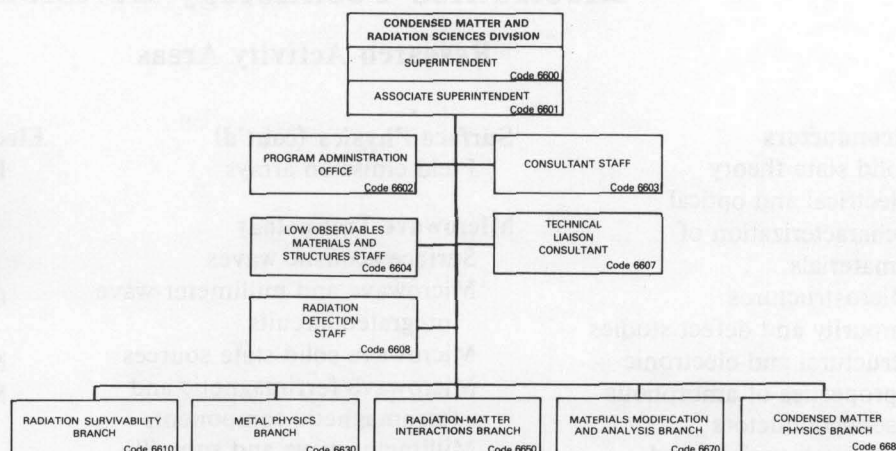 CONDENSED MATTER AND
RADIATION SCIENCES DIVISION
SUPERINTENDENT
Code 6600
ASSOCIATE SUPERINTENDENT
Code 6601
PROGRAM ADMINISTRATION
OFFICE
Code 6602
CONSULTANT STAFF
Code 6603
LOW OBSERVABLES
MATERIALS AND
STRUCTURES STAFF
Code 6604
TECHNICAL
LIAISON
CONSULTANT
Code 6607
RADIATION
DETECTION
STAFF
Code 6608
RADIATION SURVIVABILITY
BRANCH
Code 6610
METAL PHYSICS
BRANCH
Code 6630
RADIATION-MATTER
INTERACTIONS BRANCH
Code 6650
MATERIALS MODIFICATION
AND ANALYSIS BRANCH
Code 6670
CONDENSED MATTER
PHYSICS BRANCH
Code 668